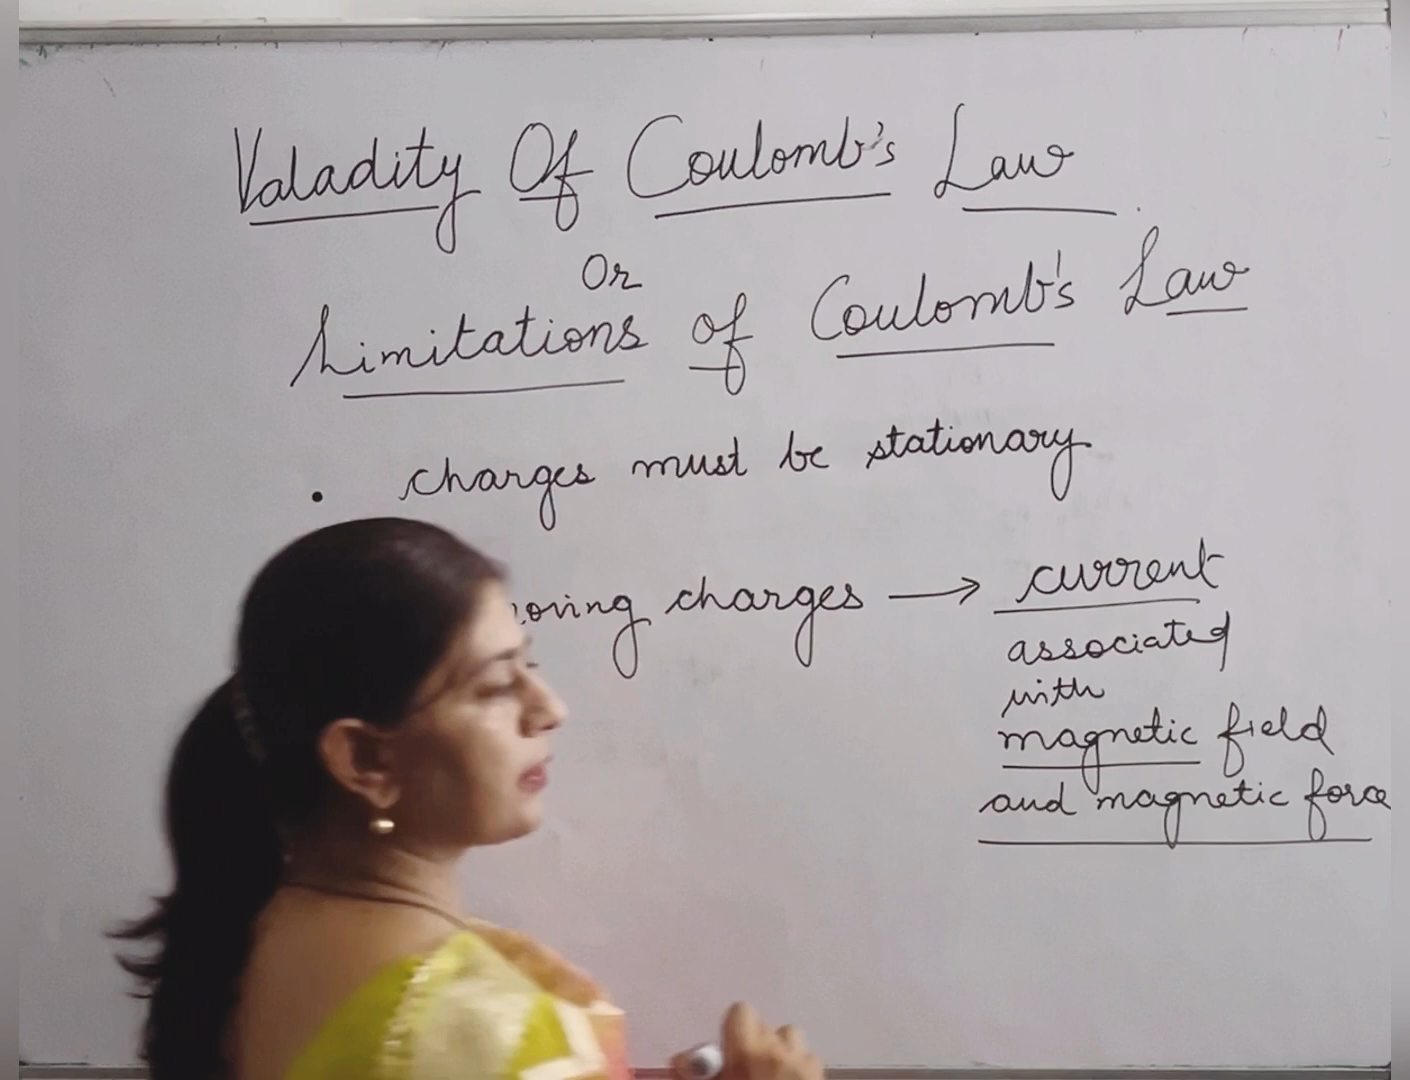 Valadity Of Coulomb's Law
Or
Limitations of Coulomb's Law
• charges must be stationary
charges → current
associated
with
magnetic field
and magnetic force